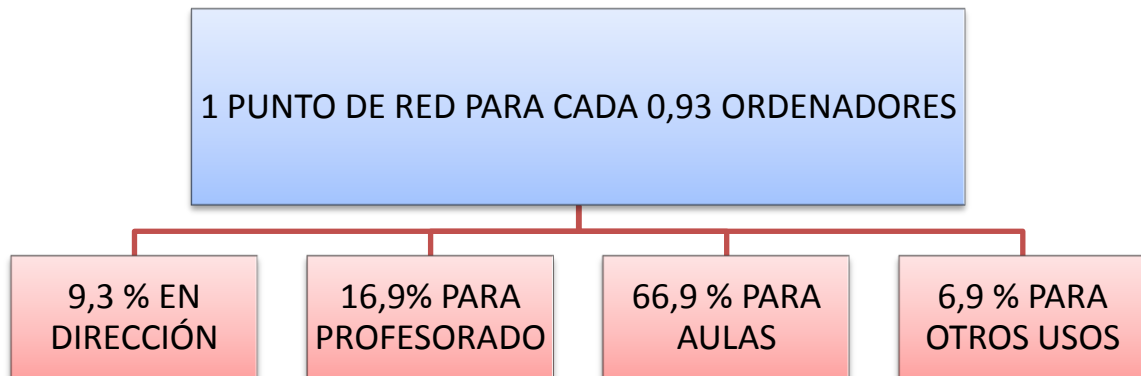 1 PUNTO DE RED PARA CADA 0,93 ORDENADORES
9,3 % EN
DIRECCIÓN
16,9% PARA
PROFESORADO
66,9 % PARA
AULAS
6,9 % PARA
OTROS USOS